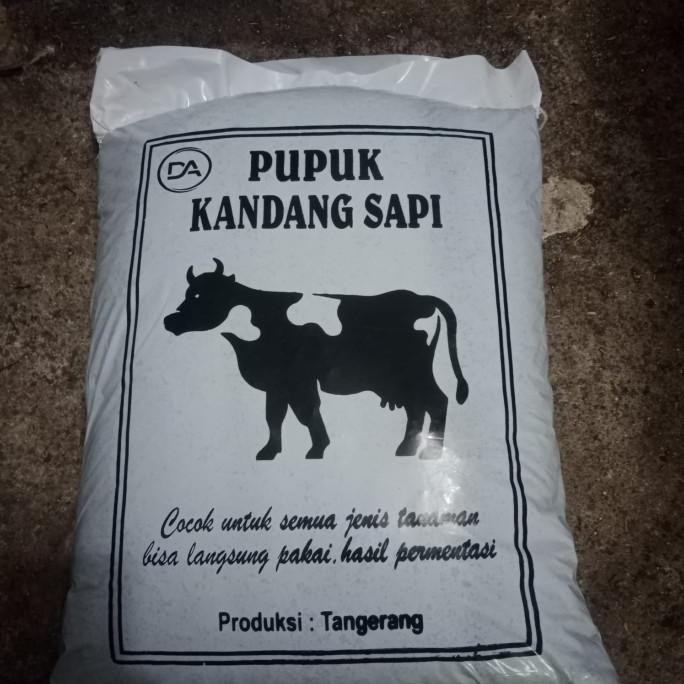 DA
PUPUK
KANDANG SAPI
Cocok untuk semua jenis tanaman
bisa langsung pakai.hasil permentasi
Produksi : Tangerang